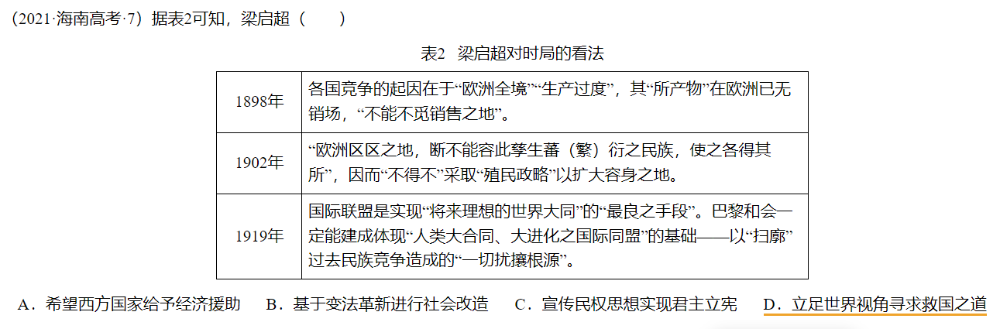 （2021·海南高考·7）据表2可知，梁启超（　　）
表2 梁启超对时局的看法
1898年
各国竞争的起因在于“欧洲全境”“生产过度”，其“所产物”在欧洲已无
销场，“不能不觅销售之地”。
1902年
“欧洲区区之地，断不能容此孳生蕃（繁）衍之民族，使之各得其
所”，因而“不得不”采取“殖民政略”以扩大容身之地。
1919年
国际联盟是实现“将来理想的世界大同”的“最良之手段”。巴黎和会一
定能建成体现“人类大合同、大进化之国际同盟”的基础——以“扫廓”
过去民族竞争造成的“一切扰攘根源”。
A．希望西方国家给予经济援助 B．基于变法革新进行社会改造 C．宣传民权思想实现君主立宪 D．立足世界视角寻求救国之道